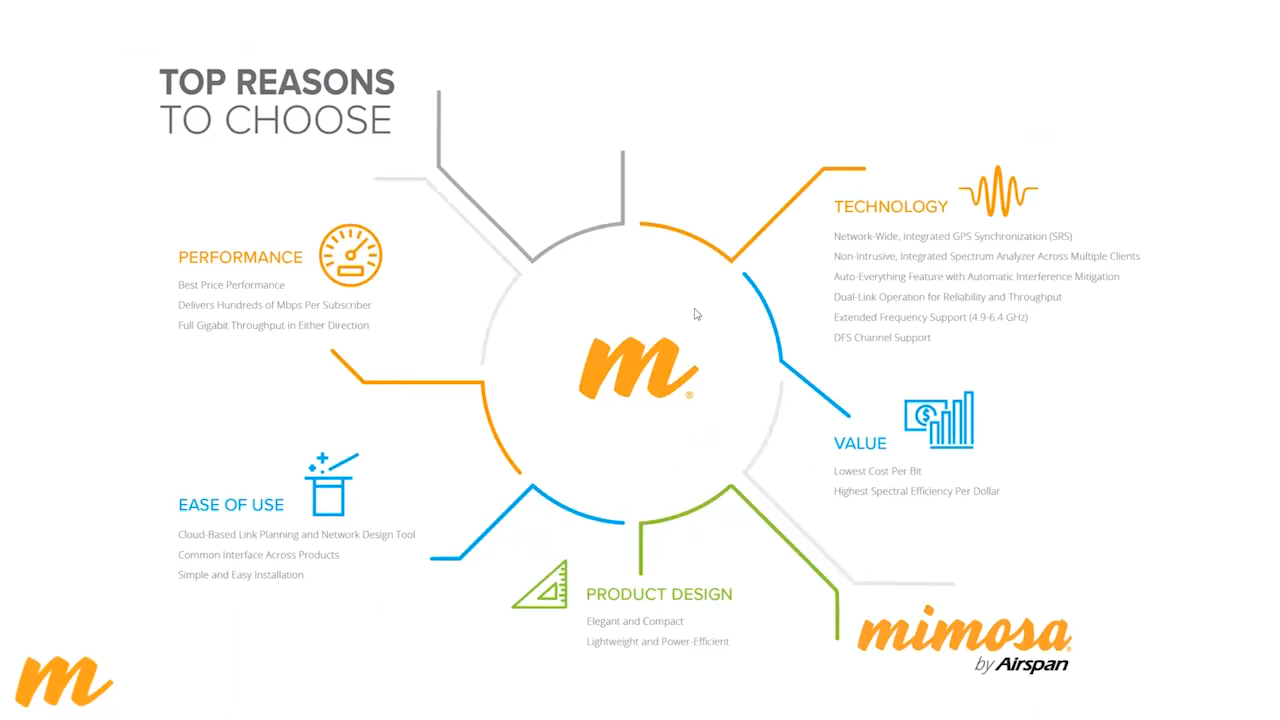 TOP REASONS
TO CHOOSE
PERFORMANCE
Best Price Performance
Delivers Hundreds of Mbps Per Subscriber
Full Gigabit Throughput in Either Direction
TECHNOLOGY
Network-Wide, Integrated GPS Synchronization (SRS)
Non-Intrusive, Integrated Spectrum Analyzer Across Multiple Clients
Auto-Everything Feature with Automatic Interference Mitigation
Dual-Link Operation for Reliability and Throughput
Extended Frequency Support (4.9-6.4 GHz)
DFS Channel Support
m®
VALUE
Lowest Cost Per Bit
Highest Spectral Efficiency Per Dollar
EASE OF USE
Cloud-Based Link Planning and Network Design Tool
Common Interface Across Products
Simple and Easy Installation
PRODUCT DESIGN
Elegant and Compact
Lightweight and Power-Efficient
mimosa®
by Airspan
m